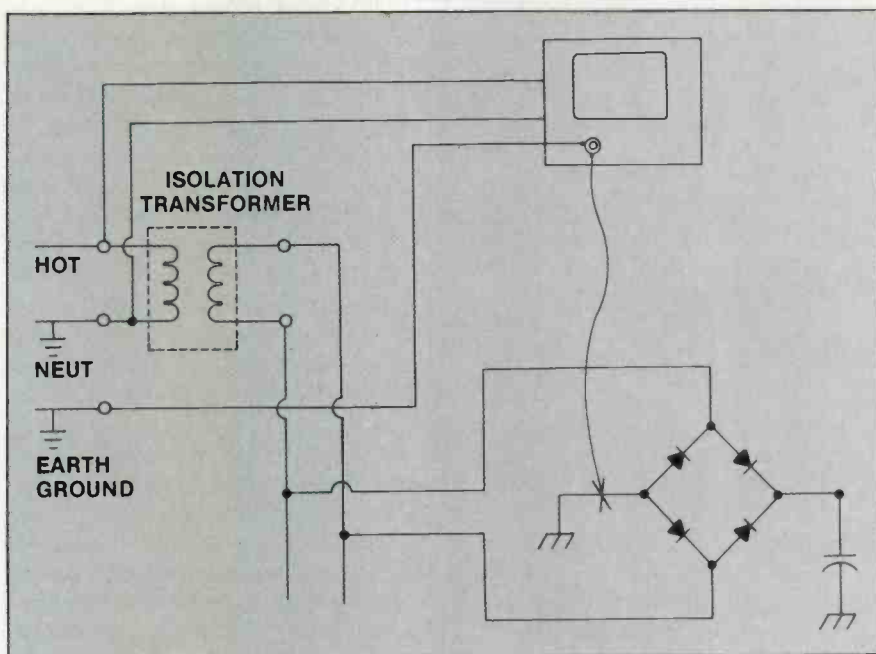 ISOLATION
TRANSFORMER
HOT
NEUT
EARTH
GROUND